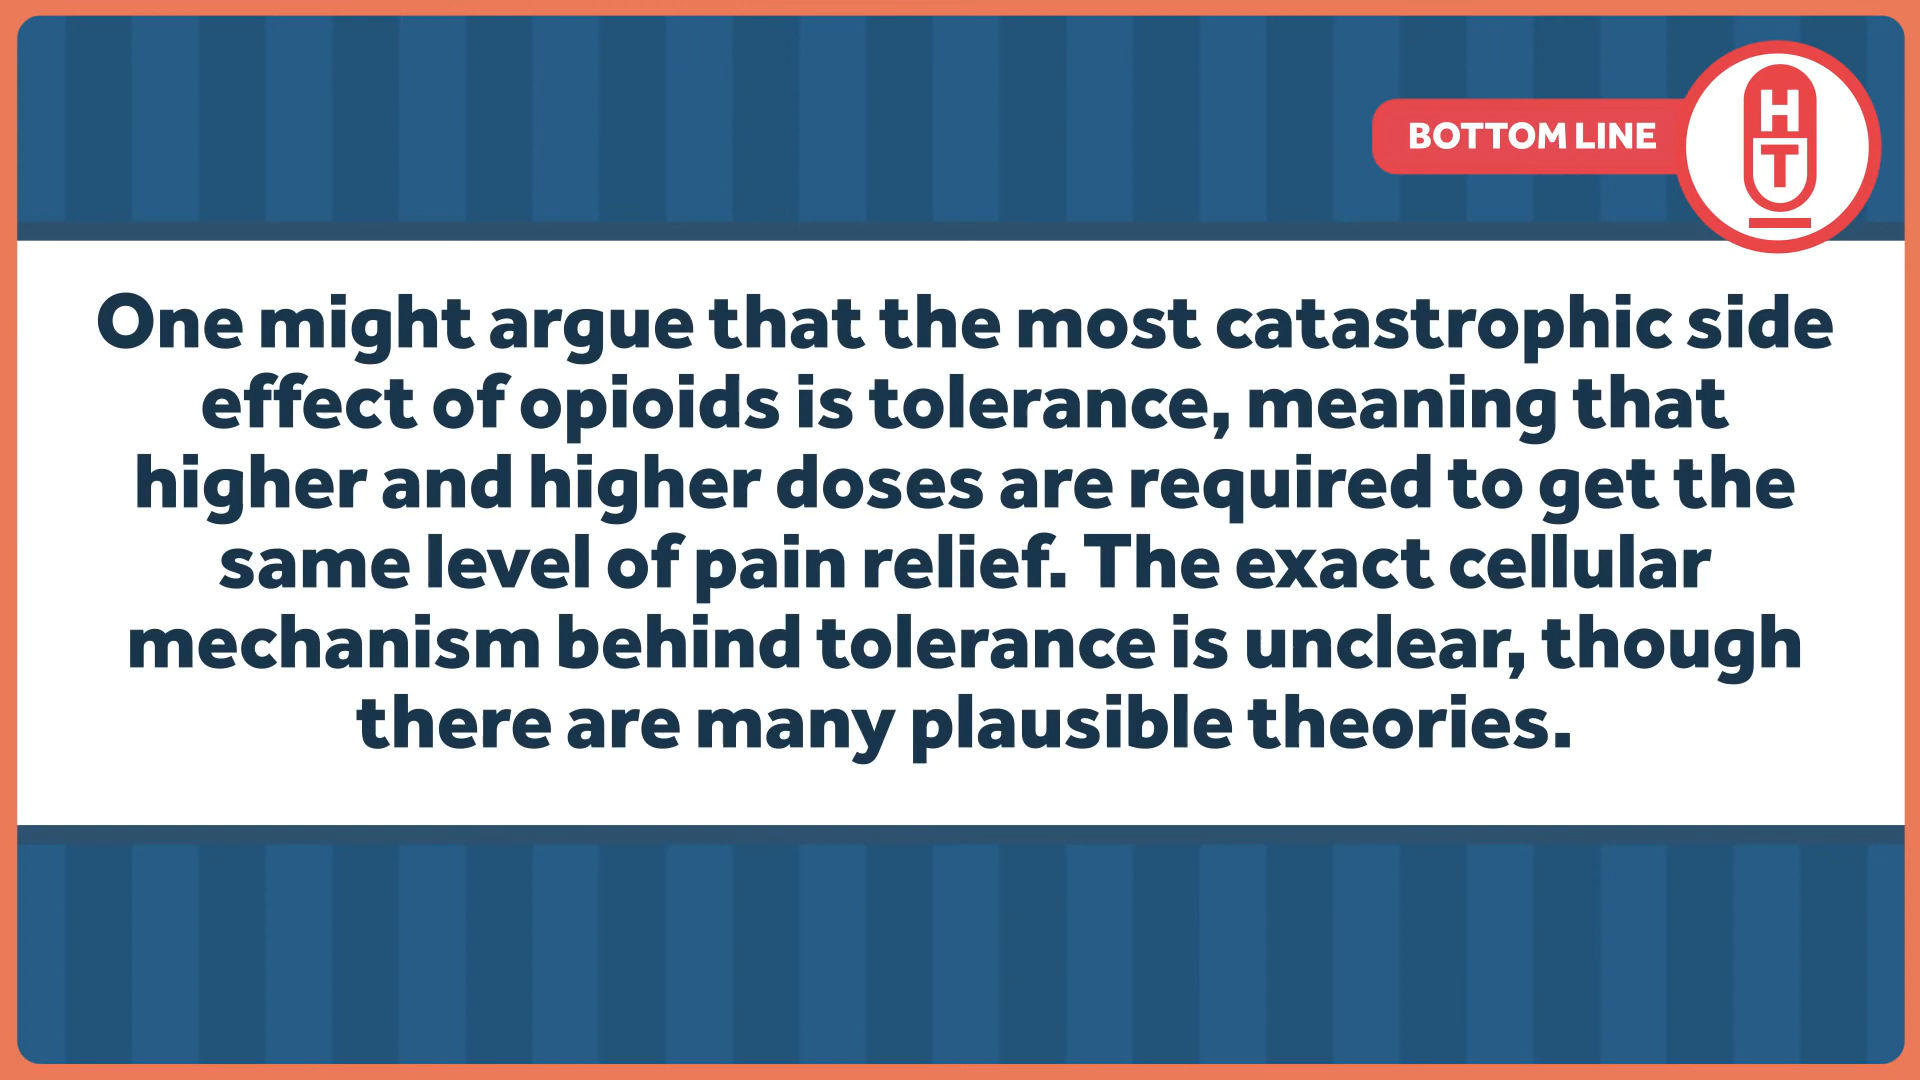 BOTTOM LINE
H
T
One might argue that the most catastrophic side
effect of opioids is tolerance, meaning that
higher and higher doses are required to get the
same level of pain relief. The exact cellular
mechanism behind tolerance is unclear, though
there are many plausible theories.